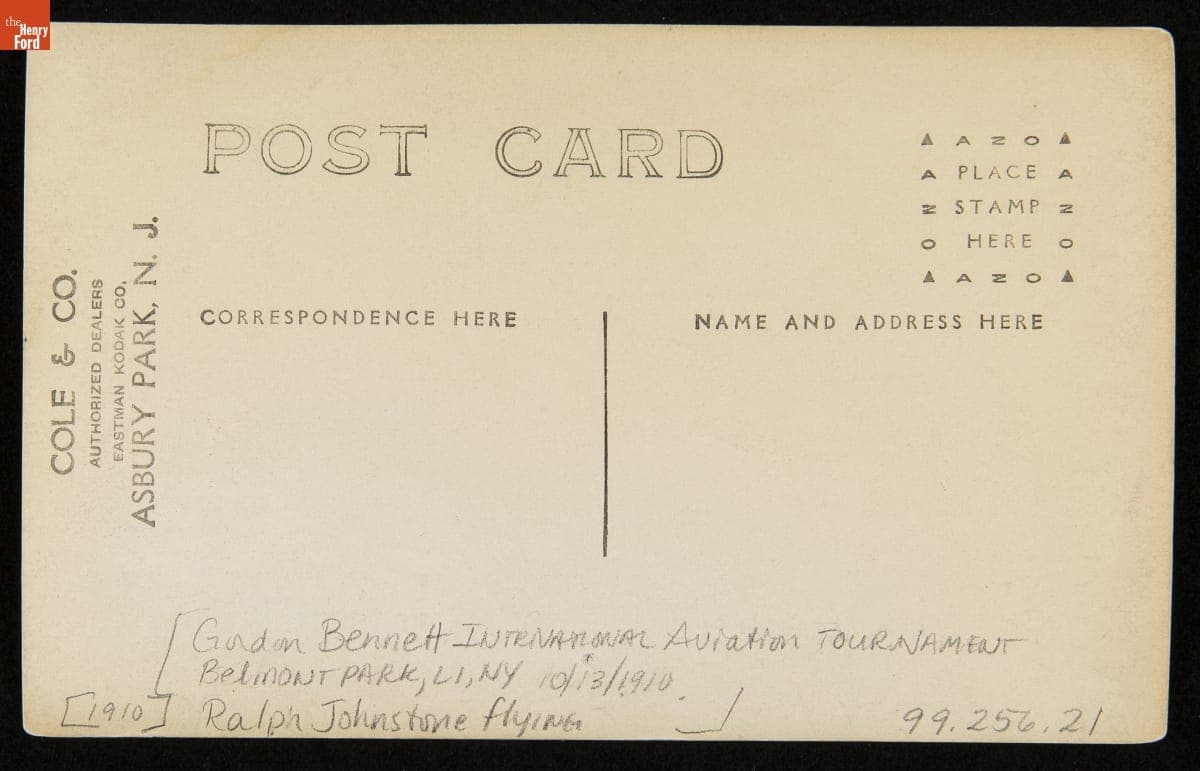 the
Henry
Ford
POST CARD
▲ A Z O ▲
A PLACE A
Z STAMP Z
O HERE O
▲ A Z O ▲
COLE & CO.
AUTHORIZED DEALERS
EASTMAN KODAK CO.
ASBURY PARK, N. J.
CORRESPONDENCE HERE
NAME AND ADDRESS HERE
[Gordon Bennett INTERNATIONAL Aviation TOURNAMENT
BelMONT PARK, LI, NY 10/13/1910.
[1910] Ralph Johnstone flyING ]
99.256.21